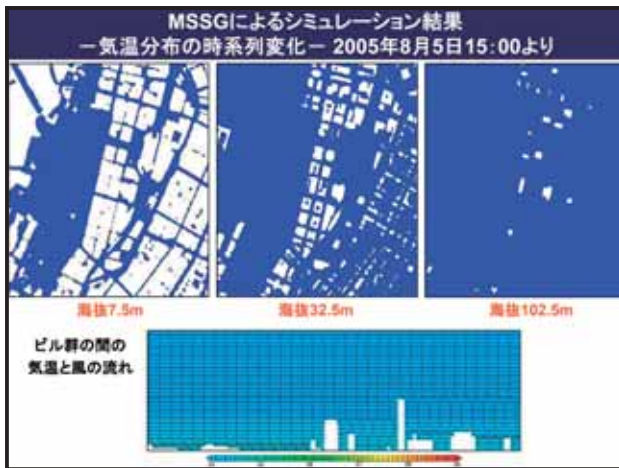 MSSGによるシミュレーション結果
－気温分布の時系列変化－ 2005年8月5日15:00より
海抜7.5m
海抜32.5m
海抜102.5m
ビル群の間の
気温と風の流れ